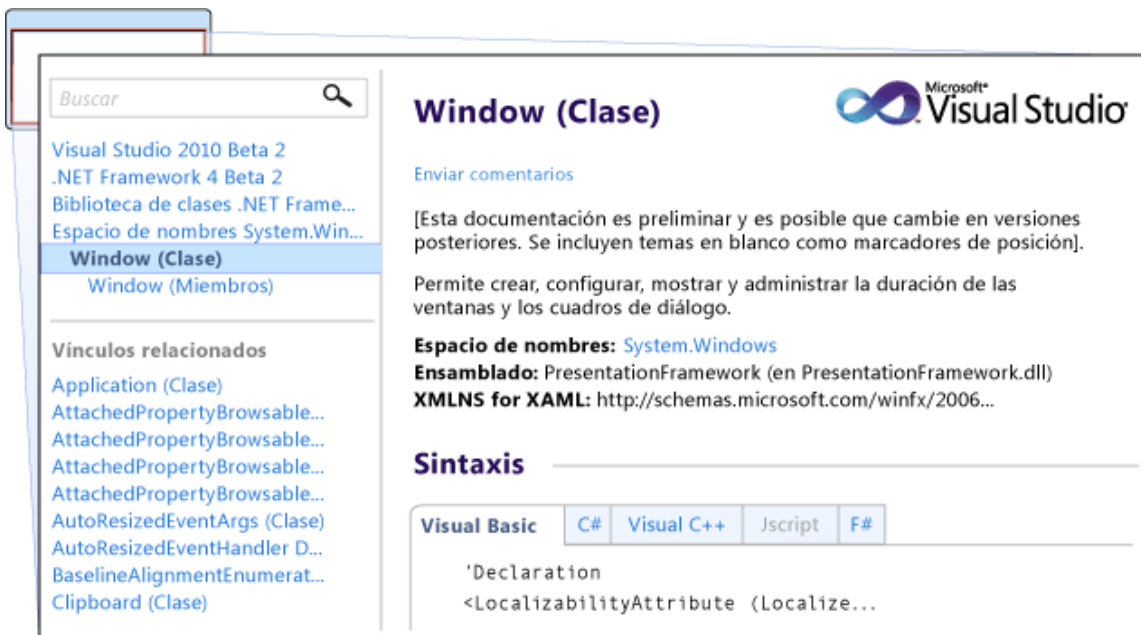 Buscar
Visual Studio 2010 Beta 2
.NET Framework 4 Beta 2
Biblioteca de clases .NET Frame...
Espacio de nombres System.Win...
Window (Clase)
Window (Miembros)
Vínculos relacionados
Application (Clase)
AttachedPropertyBrowsable...
AttachedPropertyBrowsable...
AttachedPropertyBrowsable...
AttachedPropertyBrowsable...
AutoResizedEventArgs (Clase)
AutoResizedEventHandler D...
BaselineAlignmentEnumerat...
Clipboard (Clase)
Window (Clase)
Microsoft®
Visual Studio
Enviar comentarios
[Esta documentación es preliminar y es posible que cambie en versiones
posteriores. Se incluyen temas en blanco como marcadores de posición].
Permite crear, configurar, mostrar y administrar la duración de las
ventanas y los cuadros de diálogo.
Espacio de nombres: System.Windows
Ensamblado: PresentationFramework (en PresentationFramework.dll)
XMLNS for XAML: http://schemas.microsoft.com/winfx/2006...
Sintaxis
Visual Basic C# Visual C++ Jscript F#
'Declaration
<LocalizabilityAttribute (Localize...